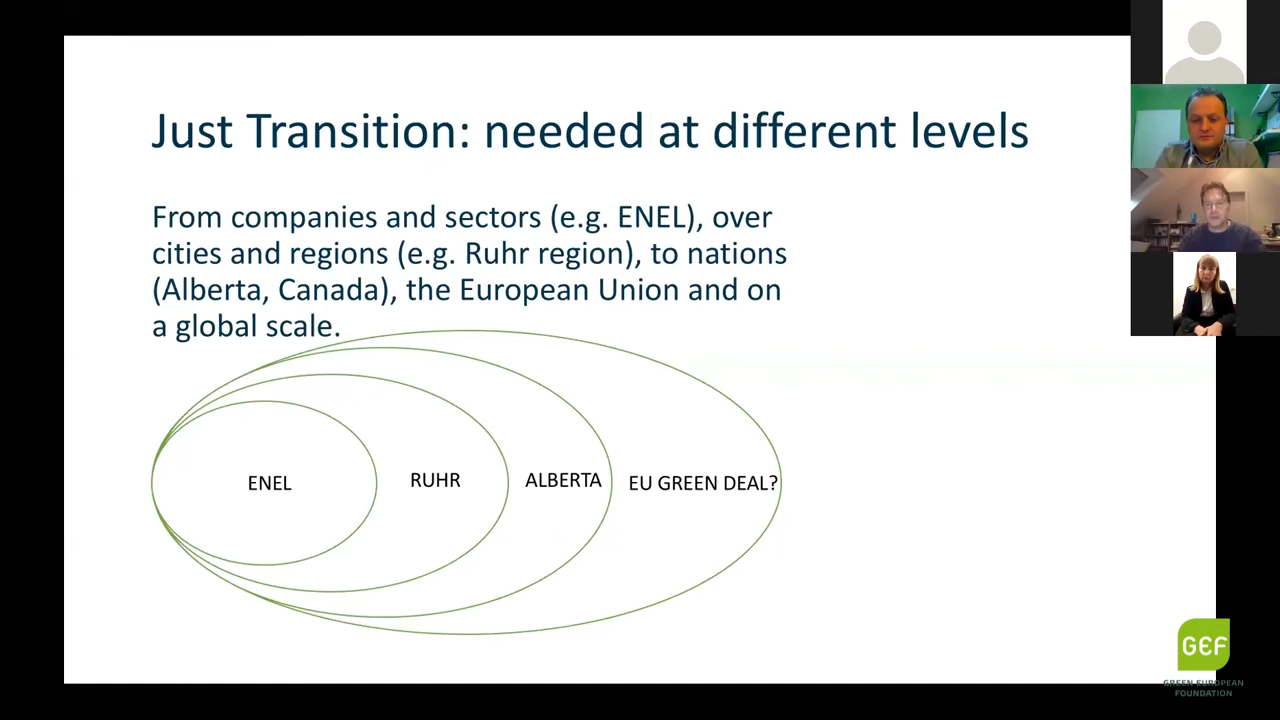 Just Transition: needed at different levels
From companies and sectors (e.g. ENEL), over
cities and regions (e.g. Ruhr region), to nations
(Alberta, Canada), the European Union and on
a global scale.
ENEL
RUHR
ALBERTA
EU GREEN DEAL?
GEF
GREEN EUROPEAN
FOUNDATION